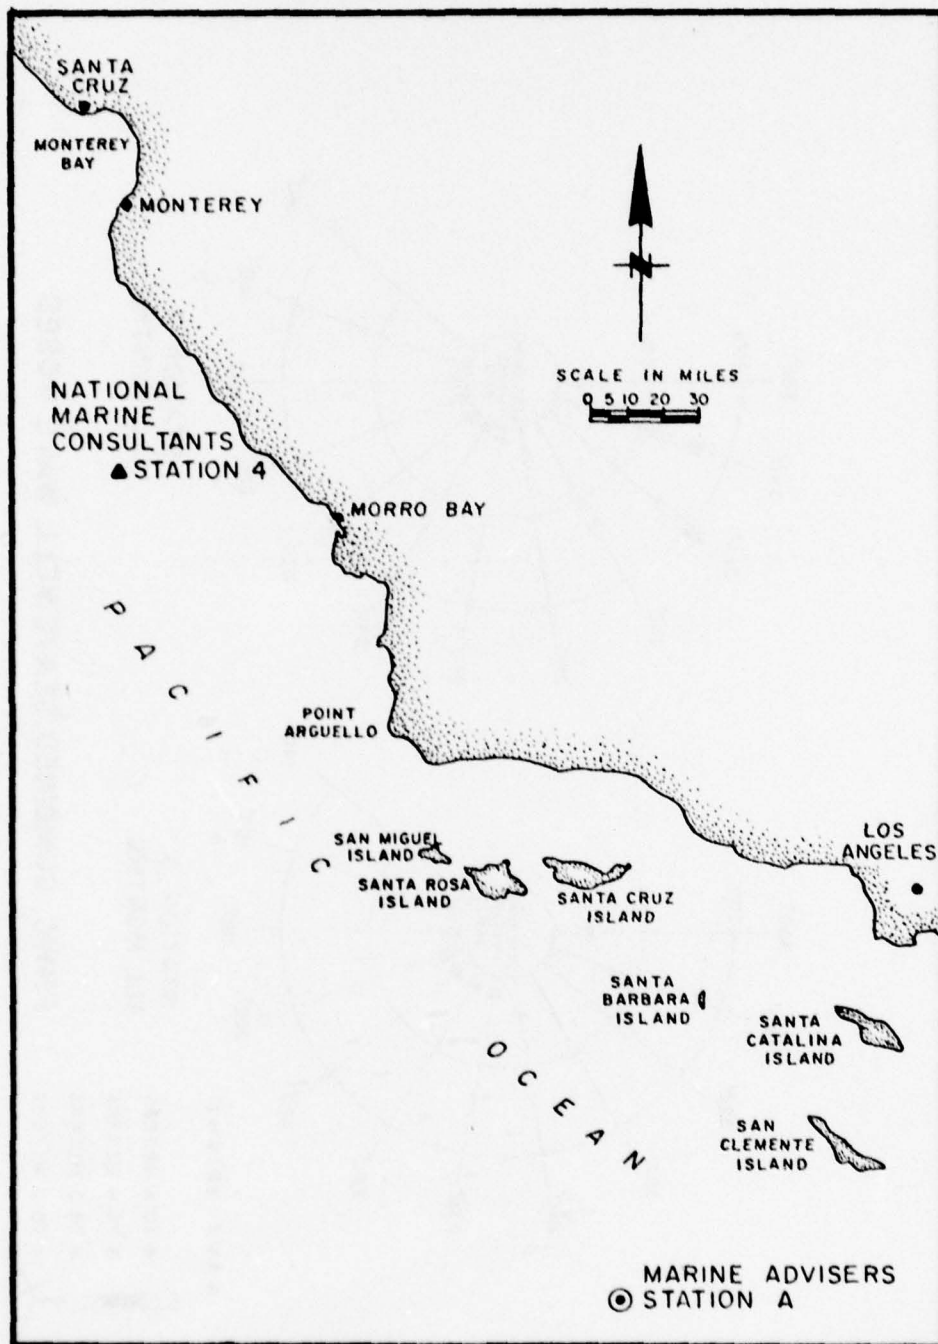 SANTA
CRUZ
MONTEREY
BAY
MONTEREY
N
SCALE IN MILES
0 5 10 20 30
NATIONAL
MARINE
CONSULTANTS
STATION 4
MORRO BAY
PACIFIC
POINT
ARGUELLO
SAN MIGUEL
ISLAND
SANTA ROSA
ISLAND
SANTA CRUZ
ISLAND
LOS
ANGELES
SANTA
BARBARA
ISLAND
SANTA
CATALINA
ISLAND
OCEAN
SAN
CLEMENTE
ISLAND
MARINE ADVISERS
STATION A